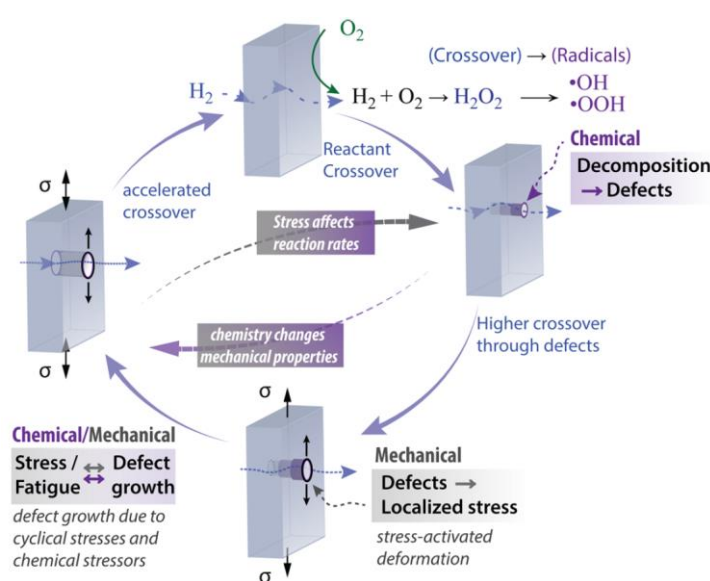 O₂
(Crossover) → (Radicals)
H₂
H₂ + O₂ → H₂O₂ → •OH
•OOH
Reactant
Crossover
Chemical
Decomposition
→ Defects
σ
accelerated
crossover
Stress affects
reaction rates
chemistry changes
mechanical properties
Higher crossover
through defects
σ
σ
Chemical/Mechanical
Stress / ↔ Defect
Fatigue ↔ growth
defect growth due to
cyclical stresses and
chemical stressors
Mechanical
Defects →
Localized stress
stress-activated
deformation
σ